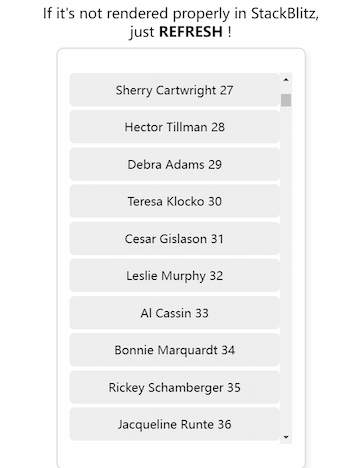 If it's not rendered properly in StackBlitz,
just REFRESH !
Sherry Cartwright 27
Hector Tillman 28
Debra Adams 29
Teresa Klocko 30
Cesar Gislason 31
Leslie Murphy 32
Al Cassin 33
Bonnie Marquardt 34
Rickey Schamberger 35
Jacqueline Runte 36